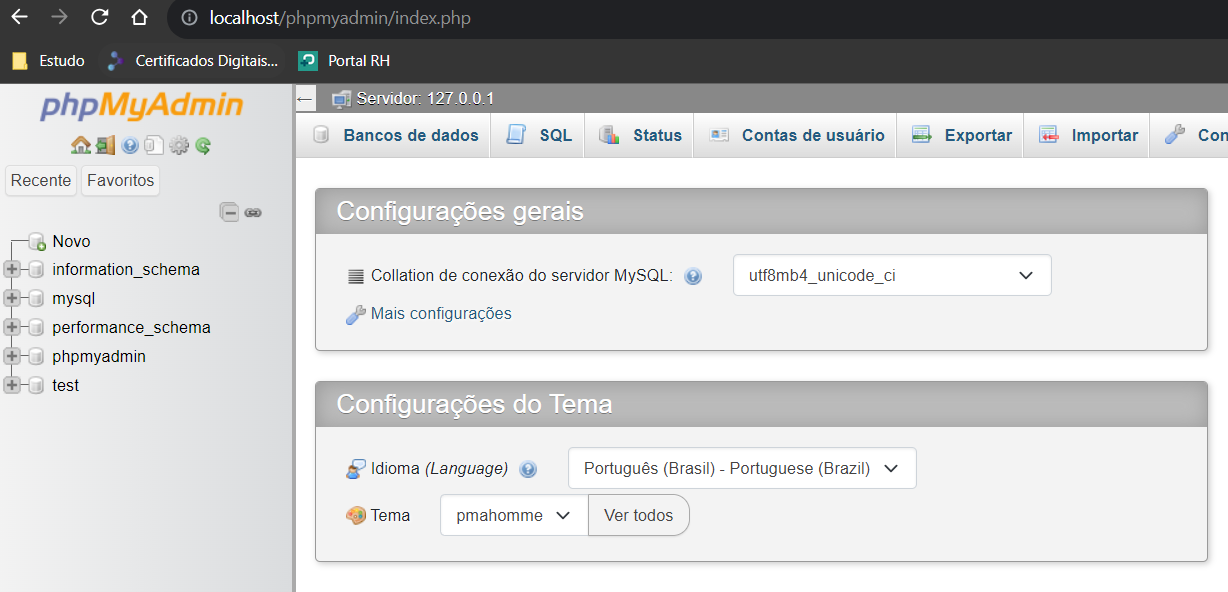 localhost/phpmyadmin/index.php
Estudo Certificados Digitais... Portal RH
phpMyAdmin
Recente Favoritos
Novo
information_schema
mysql
performance_schema
phpmyadmin
test
Servidor: 127.0.0.1
Bancos de dados SQL Status Contas de usuário Exportar Importar Con
Configurações gerais
Collation de conexão do servidor MySQL: utf8mb4_unicode_ci
Mais configurações
Configurações do Tema
Idioma (Language) Português (Brasil) - Portuguese (Brazil)
Tema pmahomme Ver todos